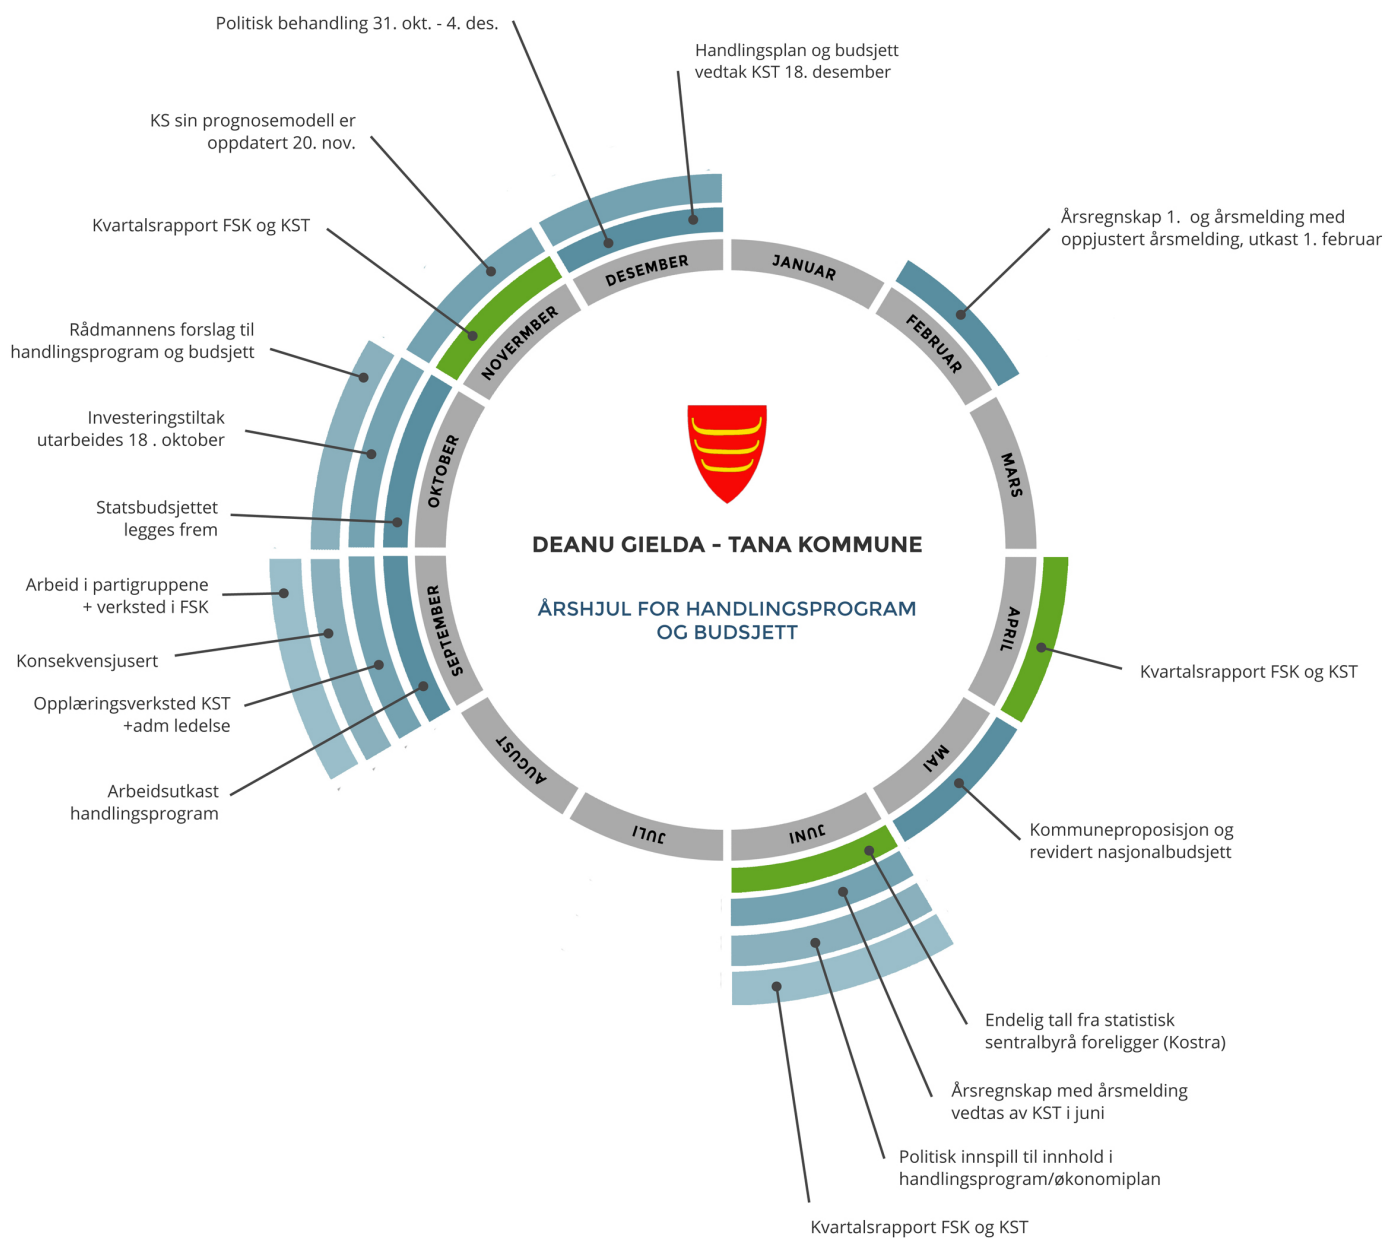 Politisk behandling 31. okt. - 4. des.
Handlingsplan og budsjett
vedtak KST 18. desember
KS sin prognosemodell er
oppdatert 20. nov.
Kvartalsrapport FSK og KST
Årsregnskap 1.  og årsmelding med
oppjustert årsmelding, utkast 1. februar
Rådmannens forslag til
handlingsprogram og budsjett
Investeringstiltak
utarbeides 18 . oktober
Statsbudsjettet
legges frem
Arbeid i partigruppene
+ verksted i FSK
Konsekvensjusert
Opplæringsverksted KST
+adm ledelse
Arbeidsutkast
handlingsprogram
JANUAR
FEBRUAR
MARS
APRIL
MAI
JUNI
JULI
AUGUST
SEPTEMBER
OKTOBER
NOVERMBER
DESEMBER
DEANU GIELDA - TANA KOMMUNE
ÅRSHJUL FOR HANDLINGSPROGRAM
OG BUDSJETT
Kvartalsrapport FSK og KST
Kommuneproposisjon og
revidert nasjonalbudsjett
Endelig tall fra statistisk
sentralbyrå foreligger (Kostra)
Årsregnskap med årsmelding
vedtas av KST i juni
Politisk innspill til innhold i
handlingsprogram/økonomiplan
Kvartalsrapport FSK og KST